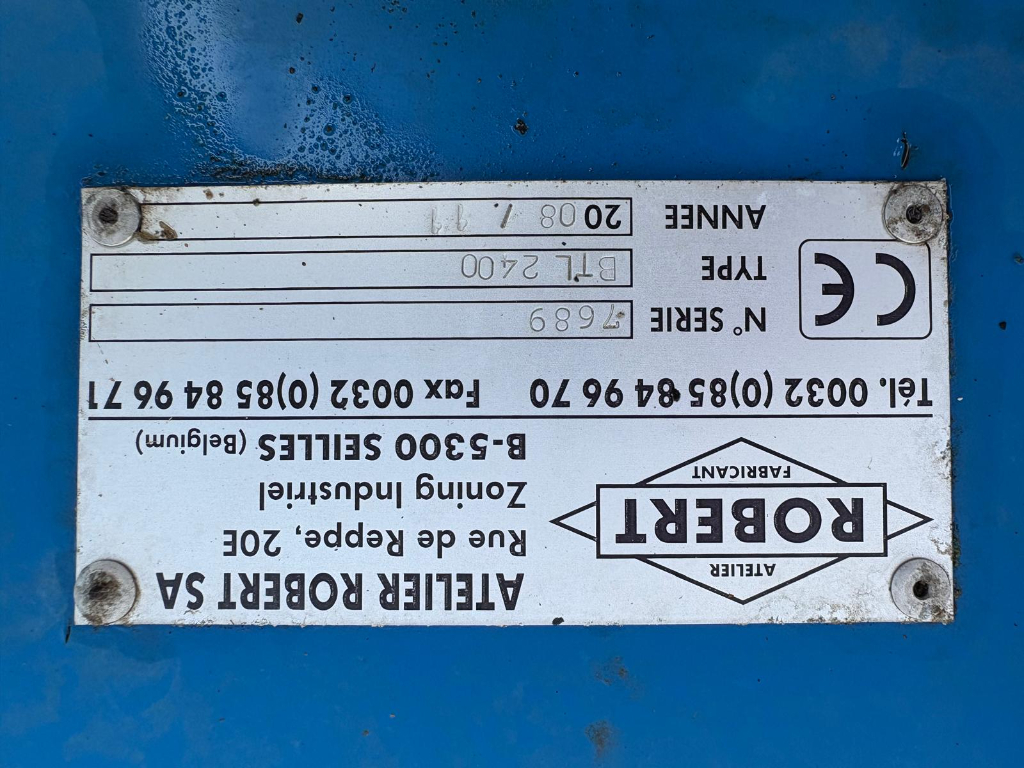 ATELIER
ROBERT
FABRICANT
ATELIER ROBERT SA
Rue de Reppe, 20E
Zoning Industriel
B-5300 SEILLES (Belgium)
Tél. 0032 (0)85 84 96 70 Fax 0032 (0)85 84 96 71
CE
N° SERIE 7689
TYPE BTL 2400
ANNEE 2008 / 11